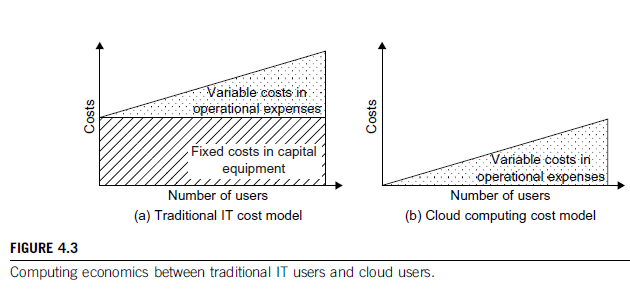 Costs
Variable costs in
operational expenses
Fixed costs in capital
equipment
Number of users
(a) Traditional IT cost model
Costs
Variable costs in
operational expenses
Number of users
(b) Cloud computing cost model
FIGURE 4.3
Computing economics between traditional IT users and cloud users.